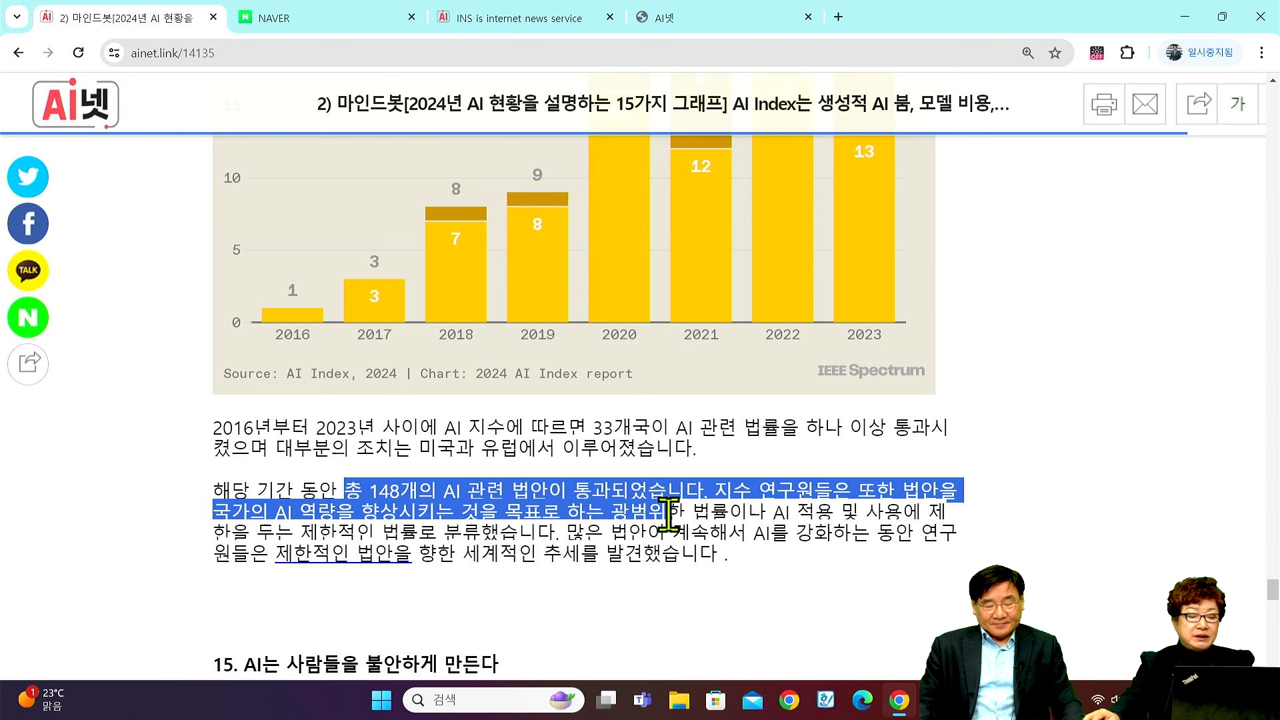 2) 마인드봇[2024년 AI 현황을
NAVER
INS is internet news service
AI넷
ainet.link/14135
OFF
일시중지됨
Ai넷
2) 마인드봇[2024년 AI 현황을 설명하는 15가지 그래프] AI Index는 생성적 AI 붐, 모델 비용,...
가
TALK
N
10
5
0
1
3
3
8
7
9
8
12
13
2016
2017
2018
2019
2020
2021
2022
2023
Source: AI Index, 2024 | Chart: 2024 AI Index report
IEEE Spectrum
2016년부터 2023년 사이에 AI 지수에 따르면 33개국이 AI 관련 법률을 하나 이상 통과시
켰으며 대부분의 조치는 미국과 유럽에서 이루어졌습니다.
해당 기간 동안 총 148개의 AI 관련 법안이 통과되었습니다. 지수 연구원들은 또한 법안을
국가의 AI 역량을 향상시키는 것을 목표로 하는 광범위한 법률이나 AI 적용 및 사용에 제
한을 두는 제한적인 법률로 분류했습니다. 많은 법안이 계속해서 AI를 강화하는 동안 연구
원들은 제한적인 법안을 향한 세계적인 추세를 발견했습니다 .
15. AI는 사람들을 불안하게 만든다
1
23°C
맑음
검색
ThinkPad